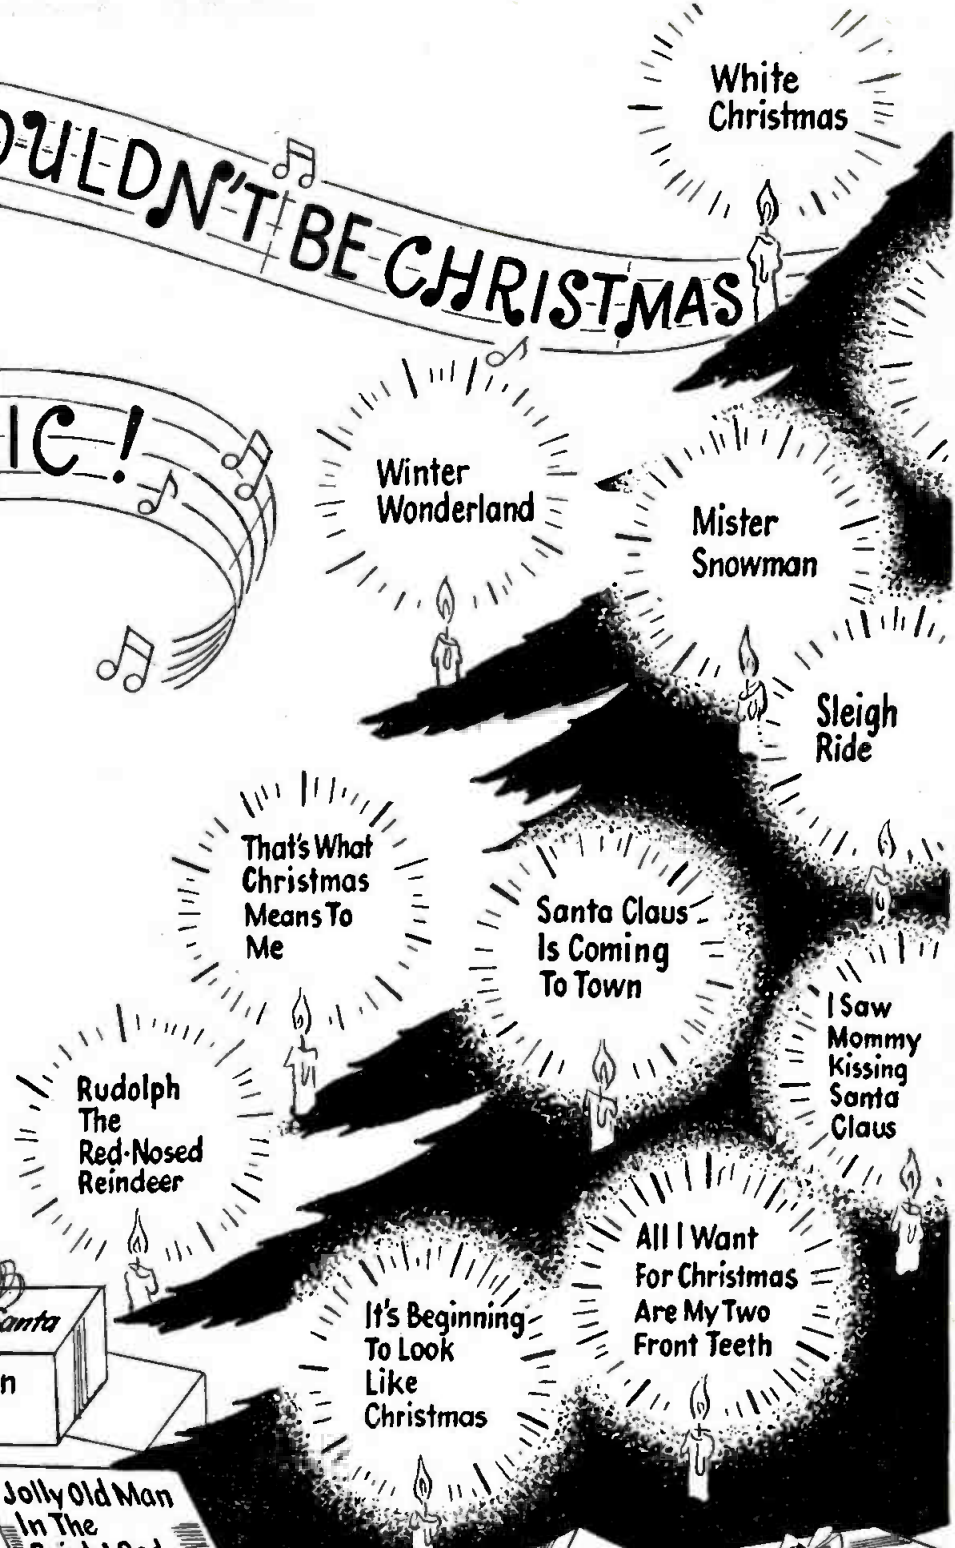 White
Christmas
OULDN'T BE CHRISTMAS
IC!
Winter
Wonderland
Mister
Snowman
Sleigh
Ride
That's What
Christmas
Means To
Me
Santa Claus
Is Coming
To Town
I Saw
Mommy
Kissing
Santa
Claus
Rudolph
The
Red-Nosed
Reindeer
All I Want
For Christmas
Are My Two
Front Teeth
It's Beginning
To Look
Like
Christmas
Santa
n
Jolly Old Man
In The